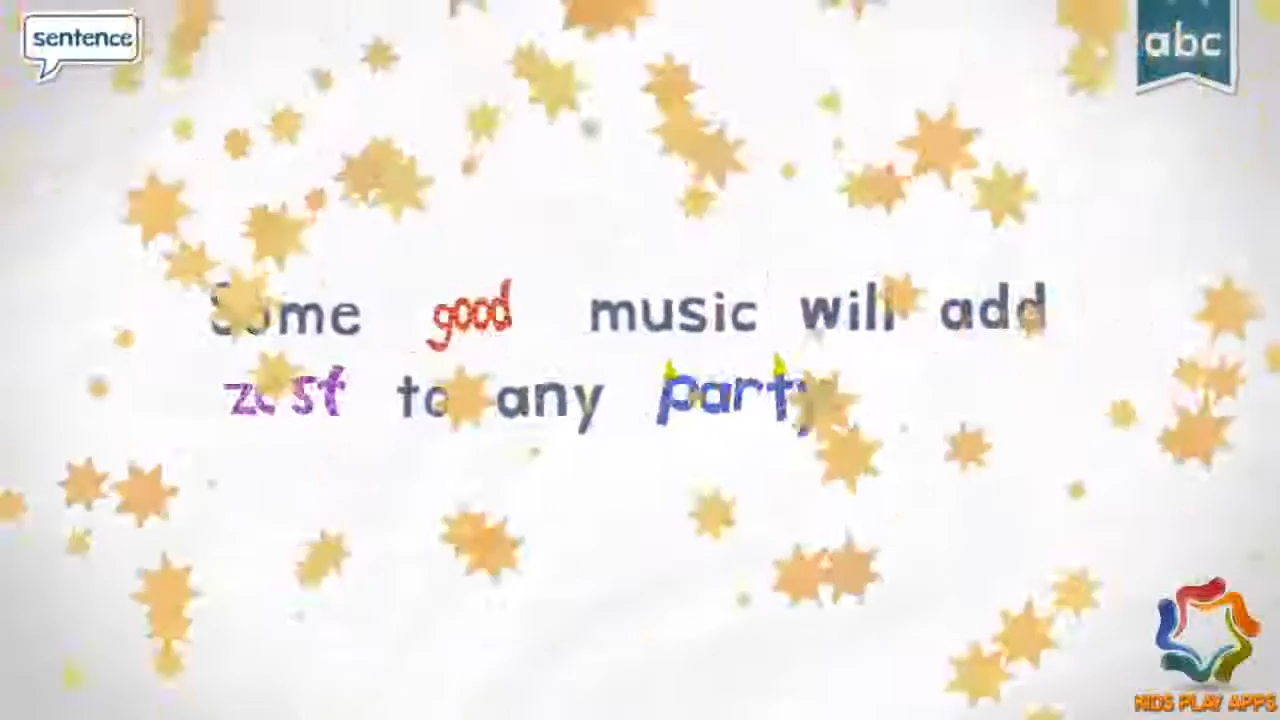 sentence
abc
Some good music will add
zest to any party
KIDS PLAY APPS